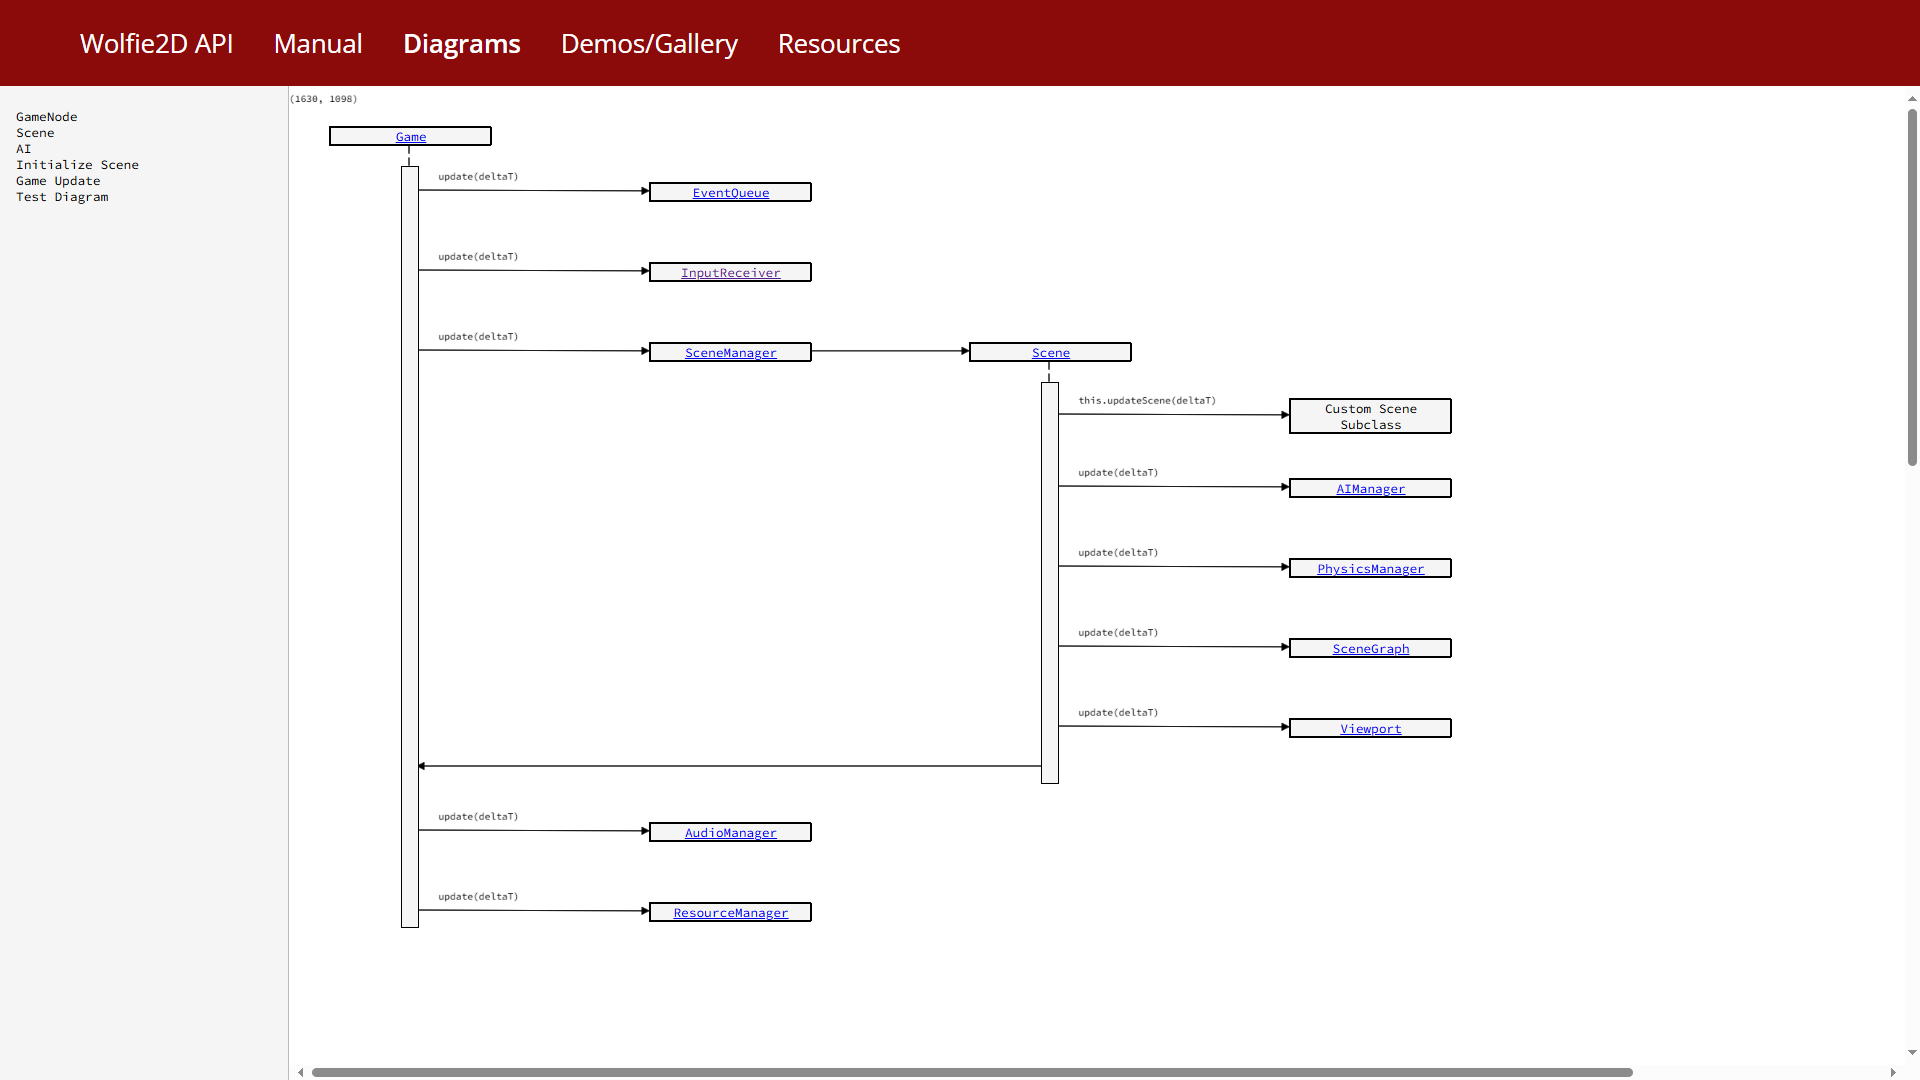 Wolfie2D API Manual Diagrams Demos/Gallery Resources
GameNode
Scene
AI
Initialize Scene
Game Update
Test Diagram
(1630, 1098)
Game
update(deltaT)
EventQueue
update(deltaT)
InputReceiver
update(deltaT)
SceneManager
Scene
this.updateScene(deltaT)
Custom Scene
Subclass
update(deltaT)
AIManager
update(deltaT)
PhysicsManager
update(deltaT)
SceneGraph
update(deltaT)
Viewport
update(deltaT)
AudioManager
update(deltaT)
ResourceManager